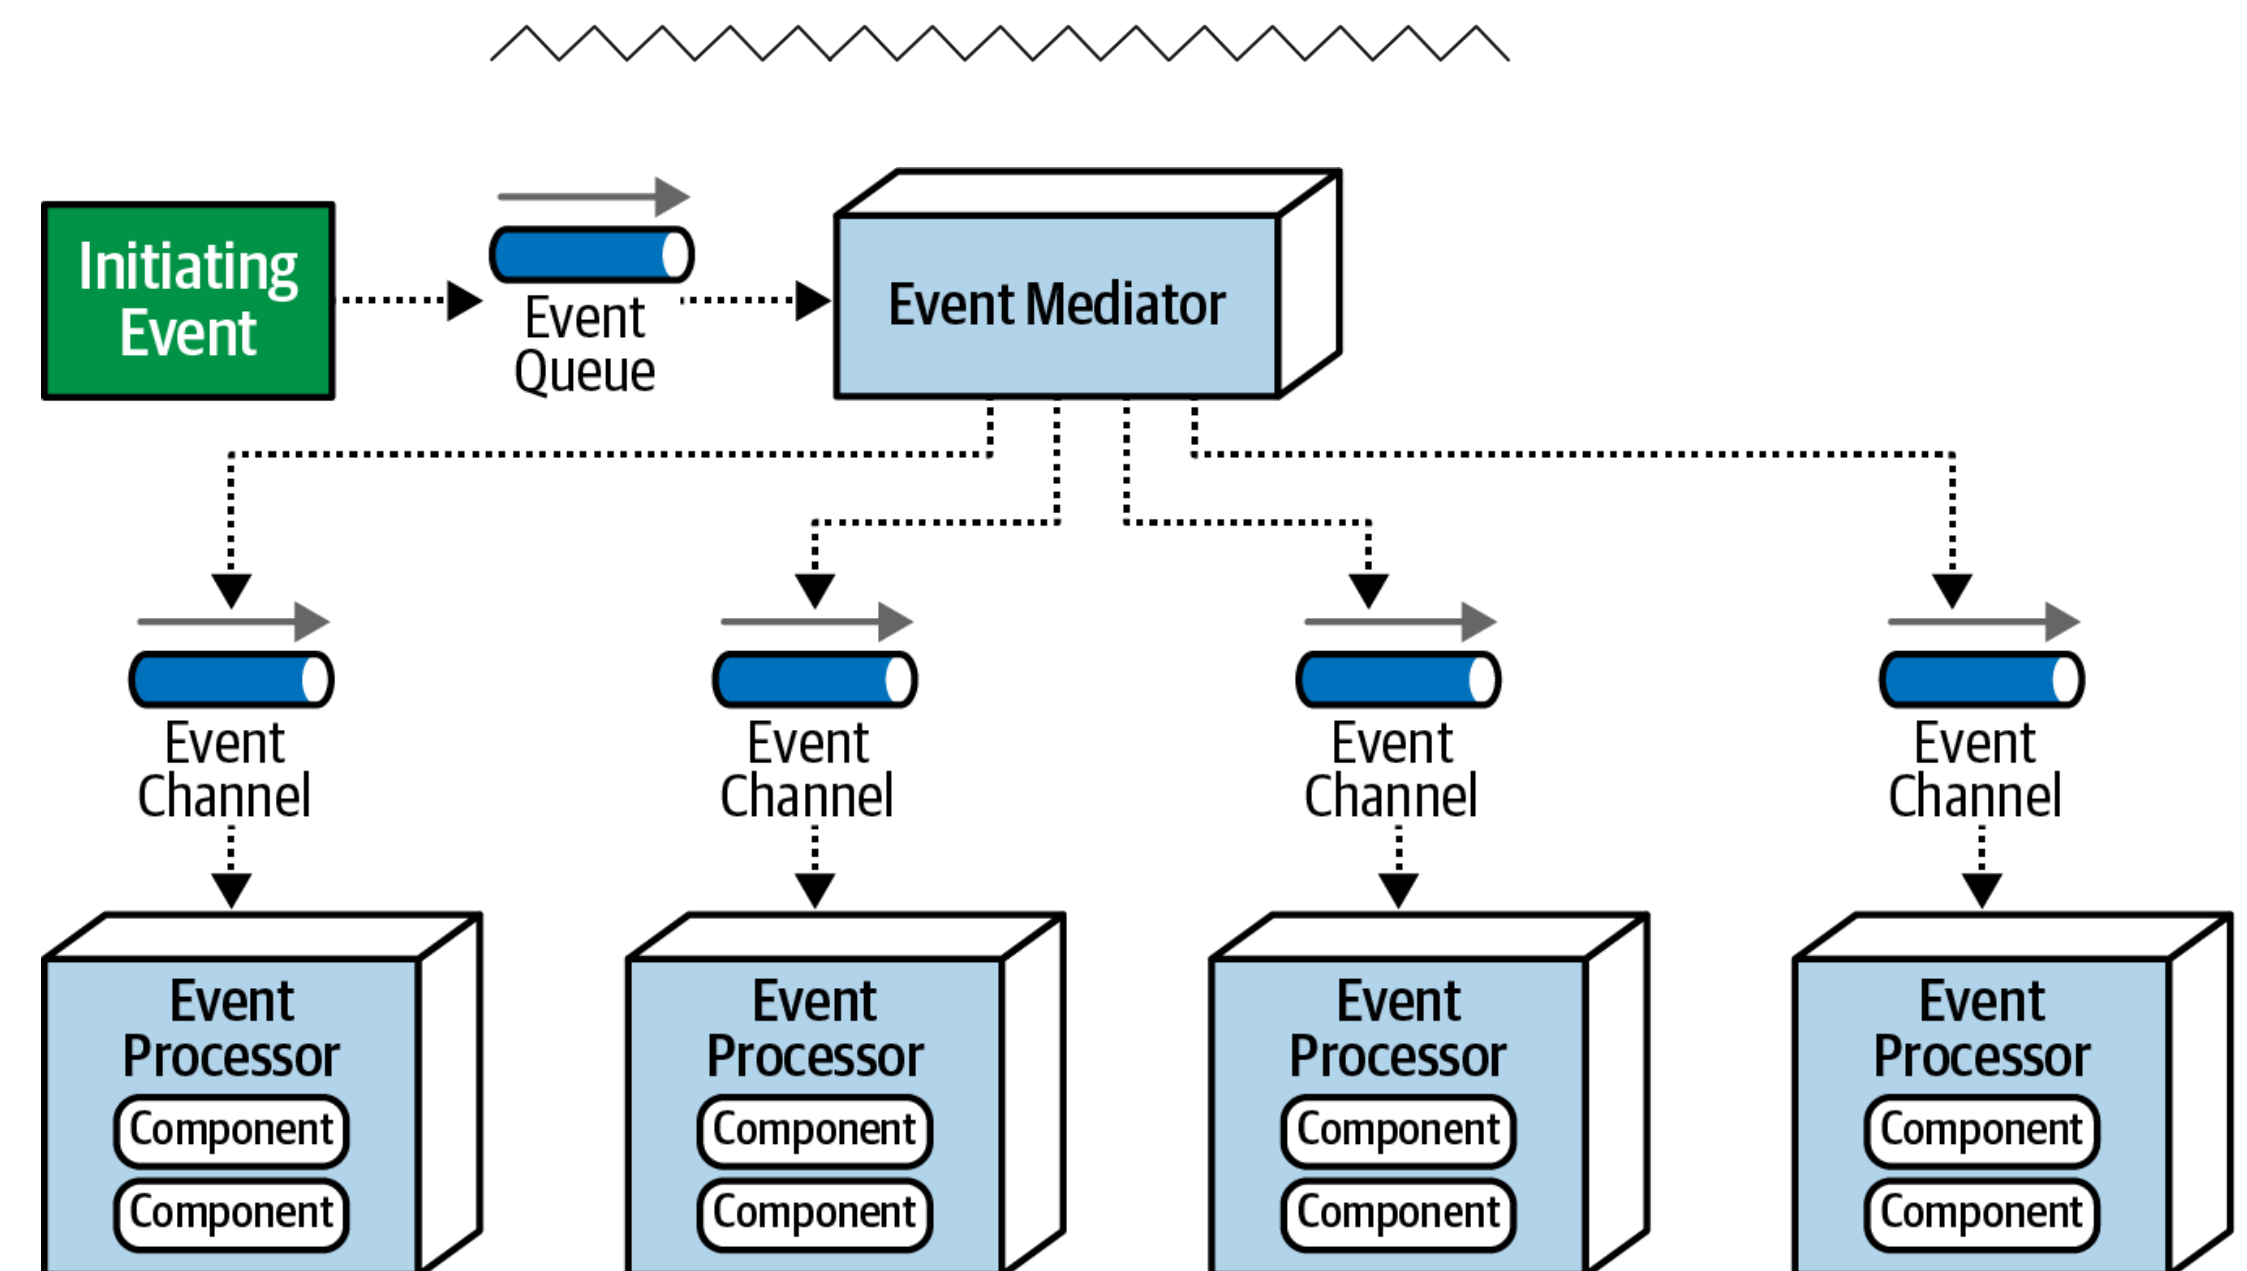 Initiating
Event
Event
Queue
Event Mediator
Event
Channel
Event
Channel
Event
Channel
Event
Channel
Event
Processor
Component
Component
Event
Processor
Component
Component
Event
Processor
Component
Component
Event
Processor
Component
Component